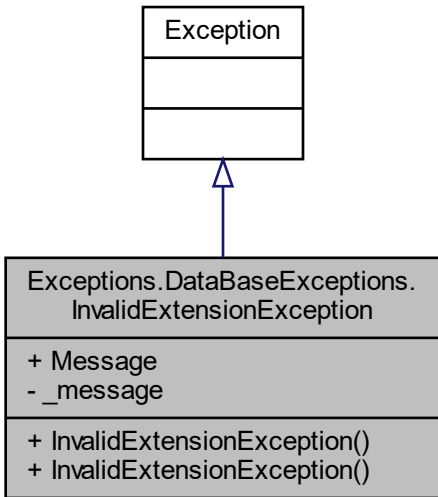 Exception
Exceptions.DataBaseExceptions.
InvalidExtensionException
+ Message
- _message
+ InvalidExtensionException()
+ InvalidExtensionException()